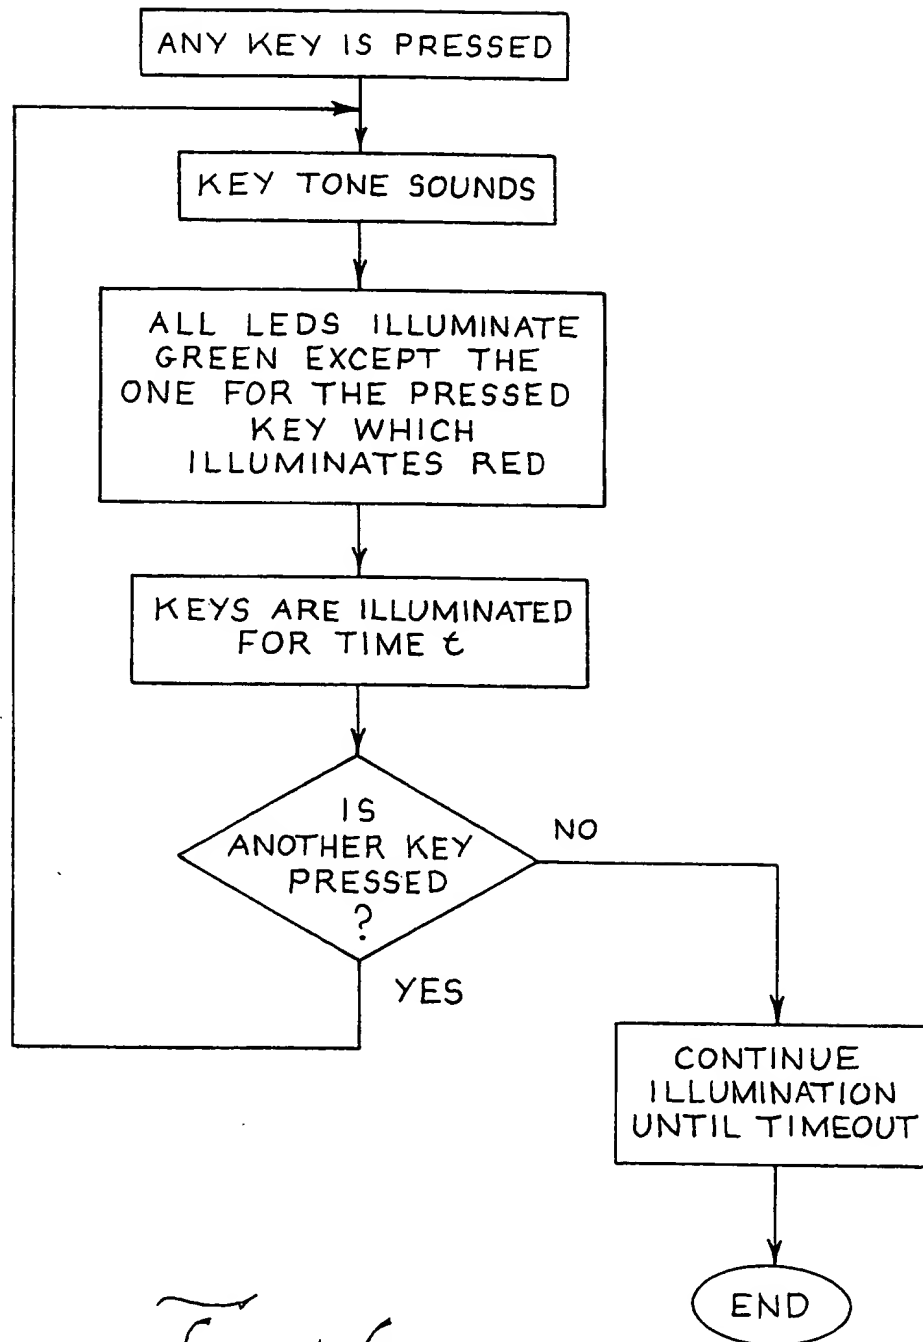 ANY KEY IS PRESSED
KEY TONE SOUNDS
ALL LEDS ILLUMINATE
GREEN EXCEPT THE
ONE FOR THE PRESSED
KEY WHICH
ILLUMINATES RED
KEYS ARE ILLUMINATED
FOR TIME t
IS
ANOTHER KEY
PRESSED
?
NO
YES
CONTINUE
ILLUMINATION
UNTIL TIMEOUT
END